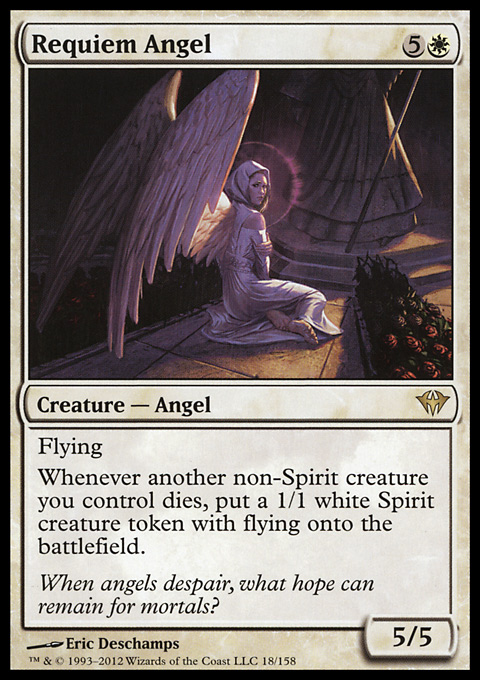 Requiem Angel 5
Creature — Angel
Flying
Whenever another non-Spirit creature
you control dies, put a 1/1 white Spirit
creature token with flying onto the
battlefield.
When angels despair, what hope can
remain for mortals?
Eric Deschamps
5/5
™ & © 1993–2012 Wizards of the Coast LLC 18/158